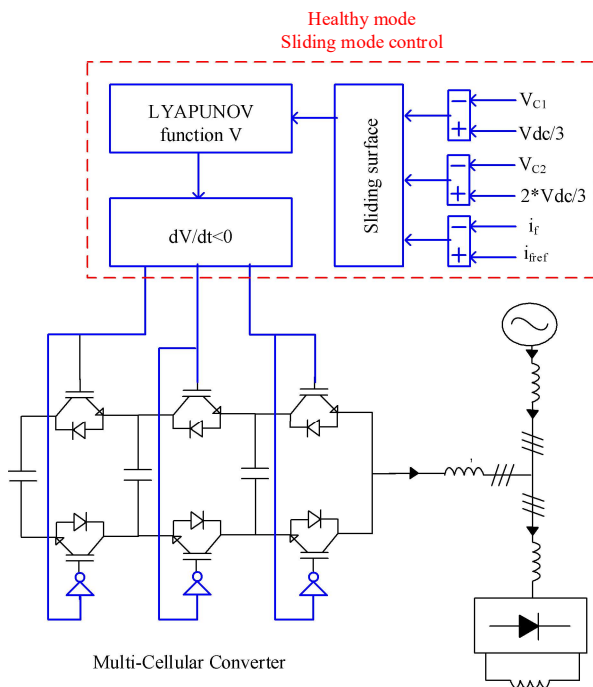 Healthy mode
Sliding mode control
LYAPUNOV
function V
dV/dt<0
Sliding surface
−
+
V_C1
Vdc/3
−
+
V_C2
2*Vdc/3
−
+
i_f
i_fref
Multi-Cellular Converter